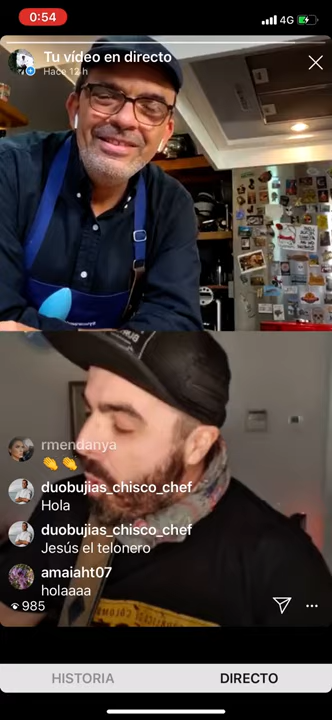 0:54
4G
Tu vídeo en directo
Hace 12 h
rmendanya
👏 👏
duobujias_chisco_chef
Hola
duobujias_chisco_chef
Jesús el telonero
amaiaht07
holaaaa
985
HISTORIA
DIRECTO